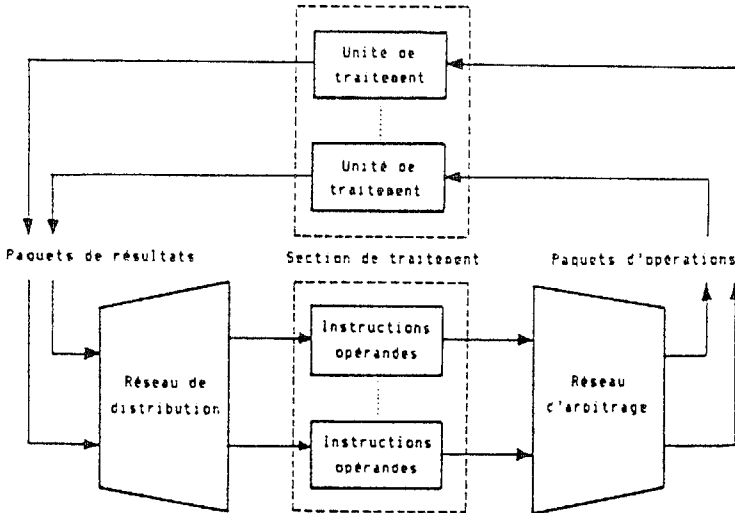 Unité de
traitement
Unité de
traitement
Paquets de résultats
Section de traitement
Paquets d'opérations
Instructions
opérandes
Réseau de
distribution
Réseau
d'arbitrage
Instructions
opérandes